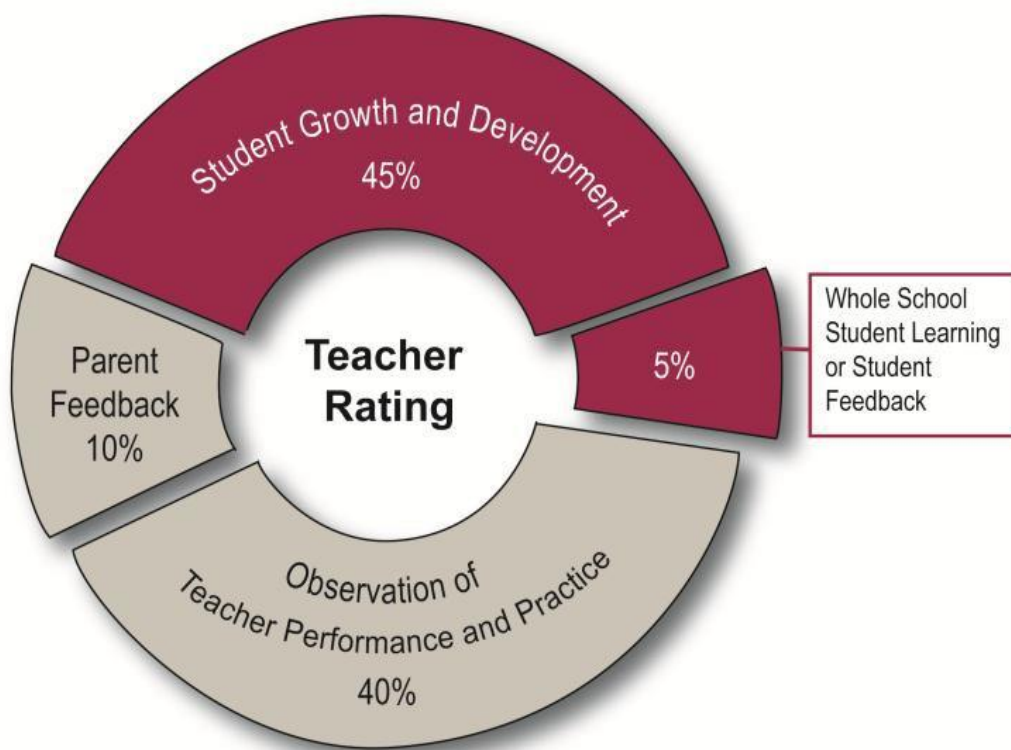 Student Growth and Development
45%
Parent
Feedback
10%
Teacher
Rating
5%
Whole School
Student Learning
or Student
Feedback
Observation of
Teacher Performance and Practice
40%